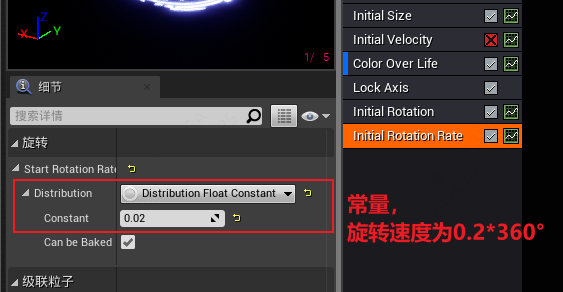 Z
Y
X
1/ 5
细节
搜索详情
旋转
Start Rotation Rate
Distribution
Distribution Float Constant
Constant
0.02
Can be Baked
级联粒子
Initial Size
Initial Velocity
Color Over Life
Lock Axis
Initial Rotation
Initial Rotation Rate
常量,
旋转速度为0.2*360°